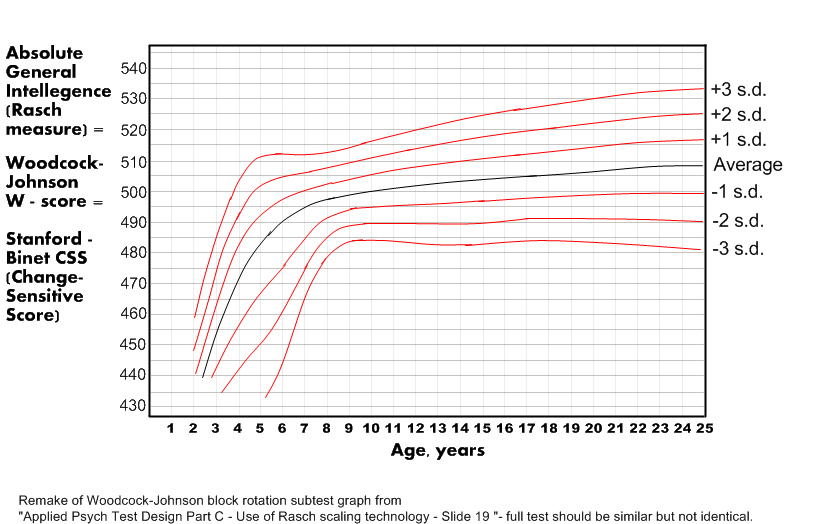 Absolute
General
Intellegence
(Rasch
measure) =
Woodcock-
Johnson
W - score =
Stanford -
Binet CSS
(Change-
Sensitive
Score)
540
530
520
510
500
490
480
470
460
450
440
430
+3 s.d.
+2 s.d.
+1 s.d.
Average
-1 s.d.
-2 s.d.
-3 s.d.
1 2 3 4 5 6 7 8 9 10 11 12 13 14 15 16 17 18 19 20 21 22 23 24 25
Age, years
Remake of Woodcock-Johnson block rotation subtest graph from
"Applied Psych Test Design Part C - Use of Rasch scaling technology - Slide 19 "- full test should be similar but not identical.